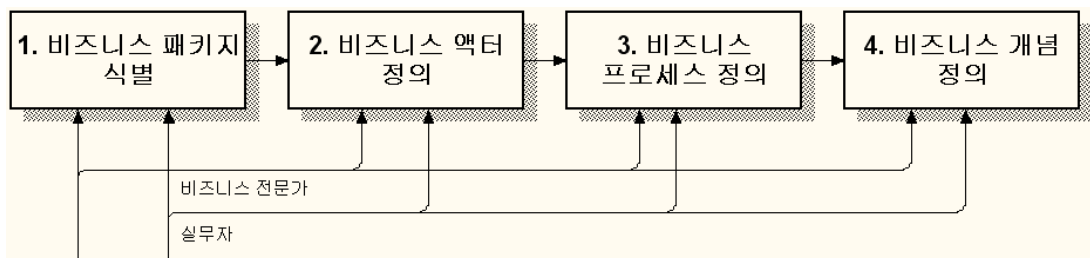 1. 비즈니스 패키지
식별
2. 비즈니스 액터
정의
3. 비즈니스
프로세스 정의
4. 비즈니스 개념
정의
비즈니스 전문가
실무자